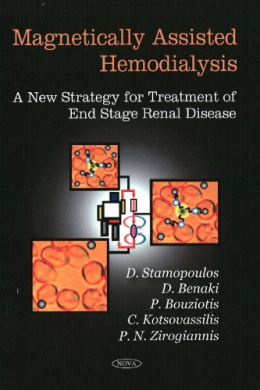 Magnetically Assisted
Hemodialysis
A New Strategy for Treatment of
End Stage Renal Disease
D. Stamopoulos
D. Benaki
P. Bouziotis
C. Kotsovassilis
P. N. Zirogiannis
NOVA